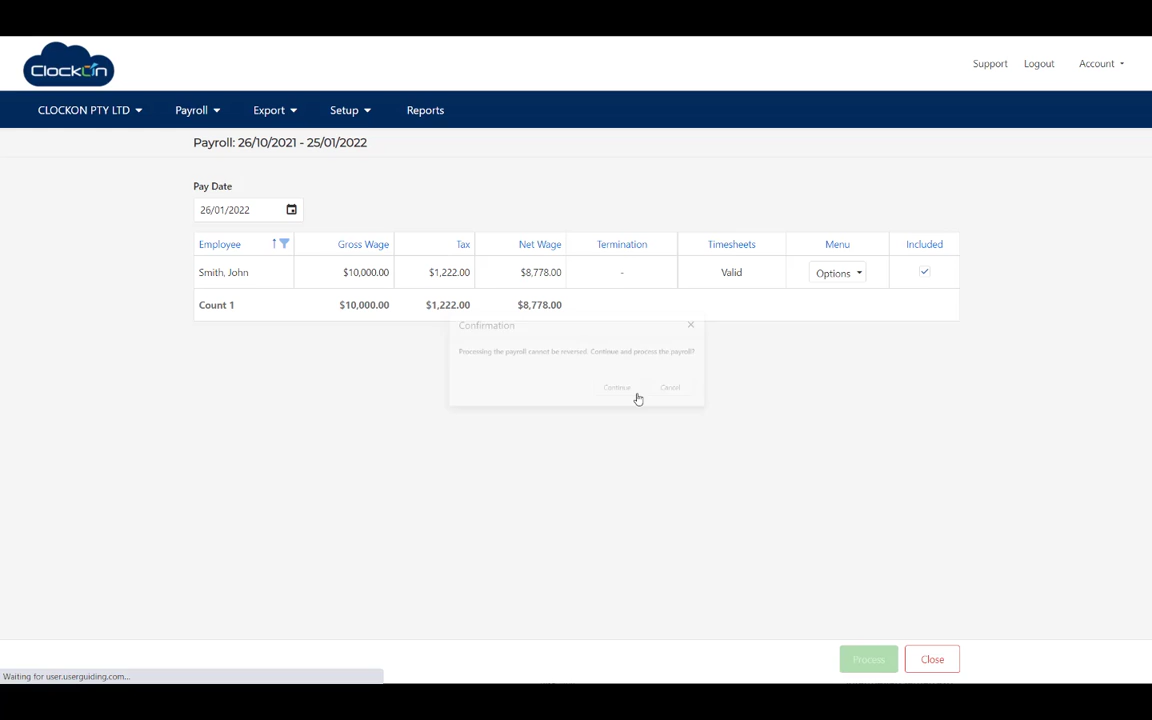 ClockOn
Support Logout Account
CLOCKON PTY LTD Payroll Export Setup Reports
Payroll: 26/10/2021 - 25/01/2022
Pay Date
26/01/2022
Employee Gross Wage Tax Net Wage Termination Timesheets Menu Included
Smith, John $10,000.00 $1,222.00 $8,778.00 - Valid Options
Count 1 $10,000.00 $1,222.00 $8,778.00
Confirmation
Processing the payroll cannot be reversed. Continue and process the payroll?
Continue Cancel
Process Close
Waiting for user.userguiding.com...